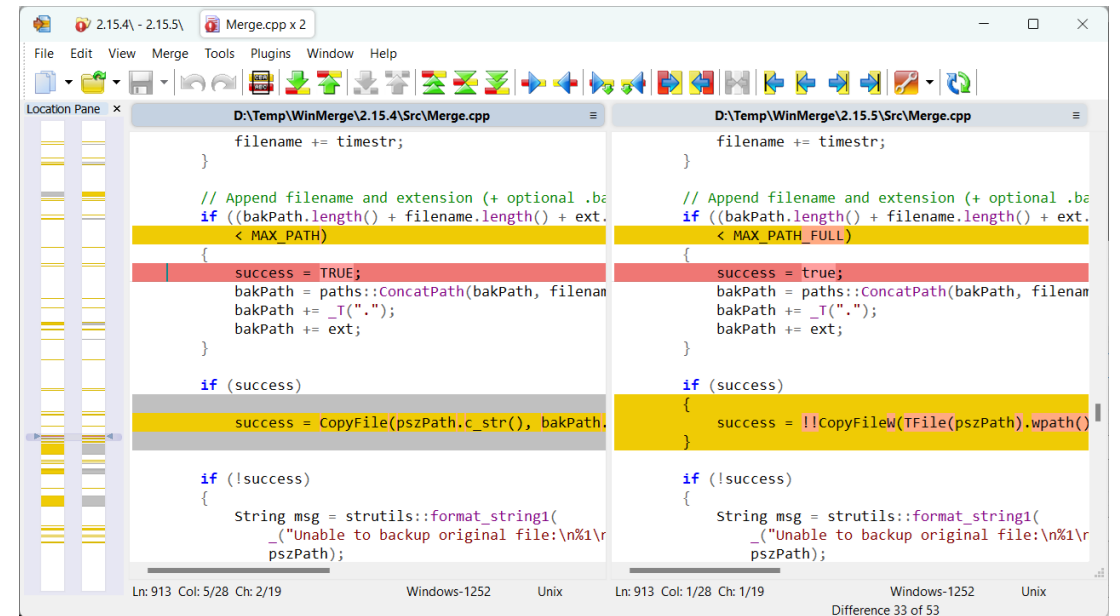 2.15.4\ - 2.15.5\ Merge.cpp x 2
File Edit View Merge Tools Plugins Window Help
Location Pane
D:\Temp\WinMerge\2.15.4\Src\Merge.cpp
filename += timestr;
}
// Append filename and extension (+ optional .ba
if ((bakPath.length() + filename.length() + ext.
< MAX_PATH)
{
success = TRUE;
bakPath = paths::ConcatPath(bakPath, filenam
bakPath += _T(".");
bakPath += ext;
}
if (success)
success = CopyFile(pszPath.c_str(), bakPath.
if (!success)
{
String msg = strutils::format_string1(
_("Unable to backup original file:\n%1\r
pszPath);
Ln: 913 Col: 5/28 Ch: 2/19 Windows-1252 Unix
D:\Temp\WinMerge\2.15.5\Src\Merge.cpp
filename += timestr;
}
// Append filename and extension (+ optional .ba
if ((bakPath.length() + filename.length() + ext.
< MAX_PATH_FULL)
{
success = true;
bakPath = paths::ConcatPath(bakPath, filenam
bakPath += _T(".");
bakPath += ext;
}
if (success)
{
success = !!CopyFileW(TFile(pszPath).wpath()
}
if (!success)
{
String msg = strutils::format_string1(
_("Unable to backup original file:\n%1\r
pszPath);
Ln: 913 Col: 1/28 Ch: 1/19 Windows-1252 Unix
Difference 33 of 53